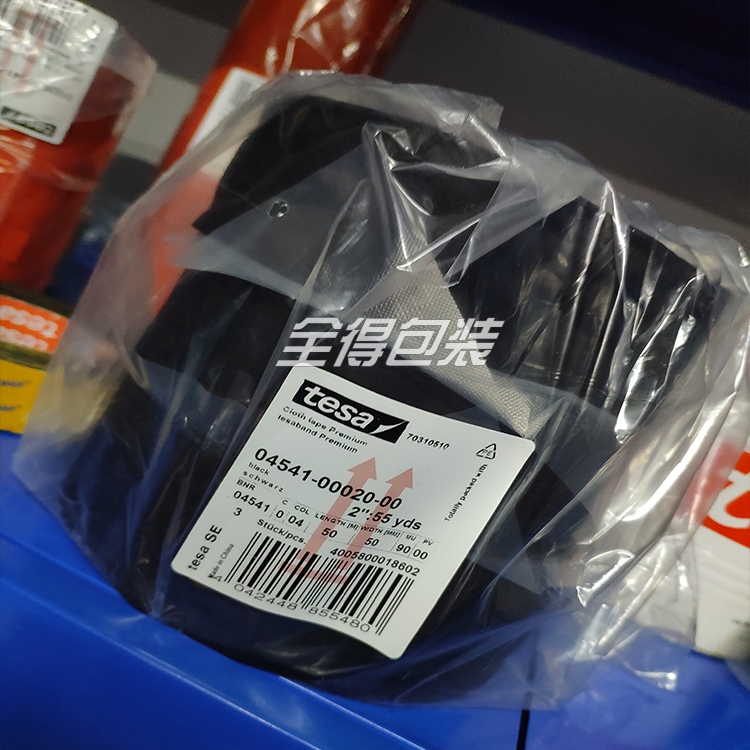 全得包装
tesa
70310510
Cloth tape Premium
tesaband Premium
04541-00020-00
black 2":55 yds
schwarz
BNR C COL LENGTH [M] WIDTH [MM] MU PV
04541 0 04 50 50 90 00
3 Stück/pcs. 4005800018602
tesa SE
Made in China
4 042448 855480
Totally packed with
tesa
tesa